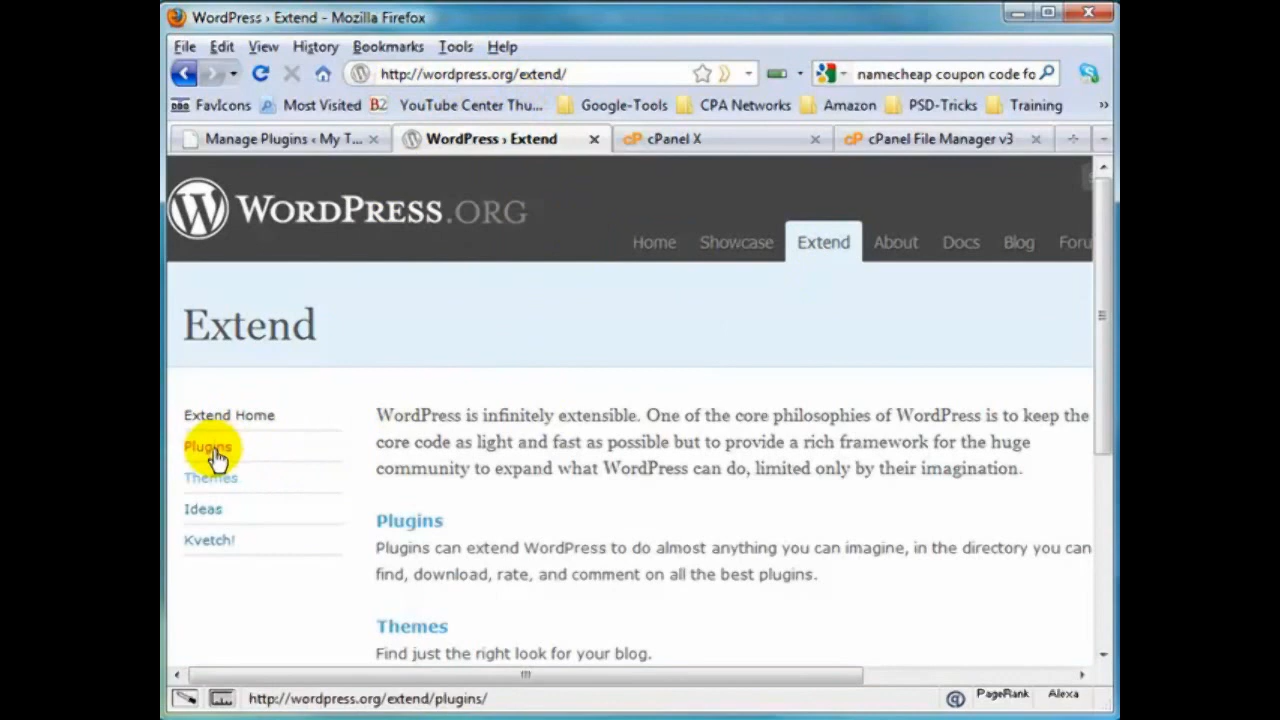 WordPress › Extend - Mozilla Firefox
File Edit View History Bookmarks Tools Help
http://wordpress.org/extend/ namecheap coupon code fo
FavIcons Most Visited B2 YouTube Center Thu... Google-Tools CPA Networks Amazon PSD-Tricks Training »
Manage Plugins ‹ My T... WordPress › Extend cPanel X cPanel File Manager v3
WORDPRESS.ORG
Home Showcase Extend About Docs Blog Foru
Extend
Extend Home
Plugins
Themes
Ideas
Kvetch!
WordPress is infinitely extensible. One of the core philosophies of WordPress is to keep the
core code as light and fast as possible but to provide a rich framework for the huge
community to expand what WordPress can do, limited only by their imagination.
Plugins
Plugins can extend WordPress to do almost anything you can imagine, in the directory you can
find, download, rate, and comment on all the best plugins.
Themes
Find just the right look for your blog.
http://wordpress.org/extend/plugins/ PageRank Alexa